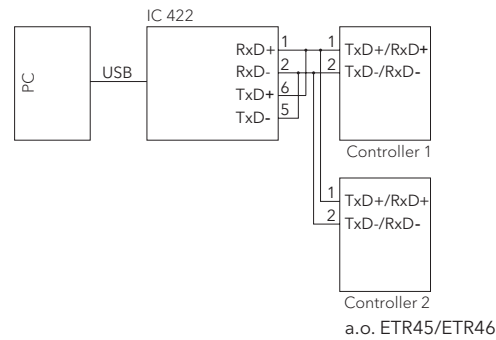 IC 422
PC
USB
RxD+ 1
RxD- 2
TxD+ 6
TxD- 5
1 TxD+/RxD+
2 TxD-/RxD-
Controller 1
1 TxD+/RxD+
2 TxD-/RxD-
Controller 2
a.o. ETR45/ETR46